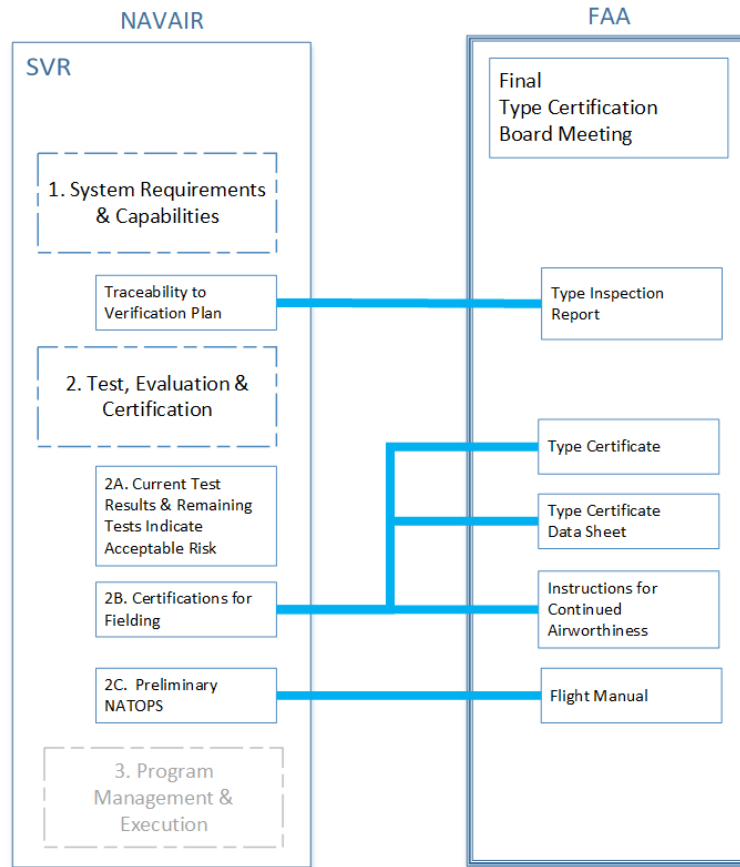 NAVAIR
SVR
1. System Requirements
& Capabilities
Traceability to
Verification Plan
2. Test, Evaluation &
Certification
2A. Current Test
Results & Remaining
Tests Indicate
Acceptable Risk
2B. Certifications for
Fielding
2C.  Preliminary
NATOPS
3. Program
Management &
Execution
FAA
Final
Type Certification
Board Meeting
Type Inspection
Report
Type Certificate
Type Certificate
Data Sheet
Instructions for
Continued
Airworthiness
Flight Manual